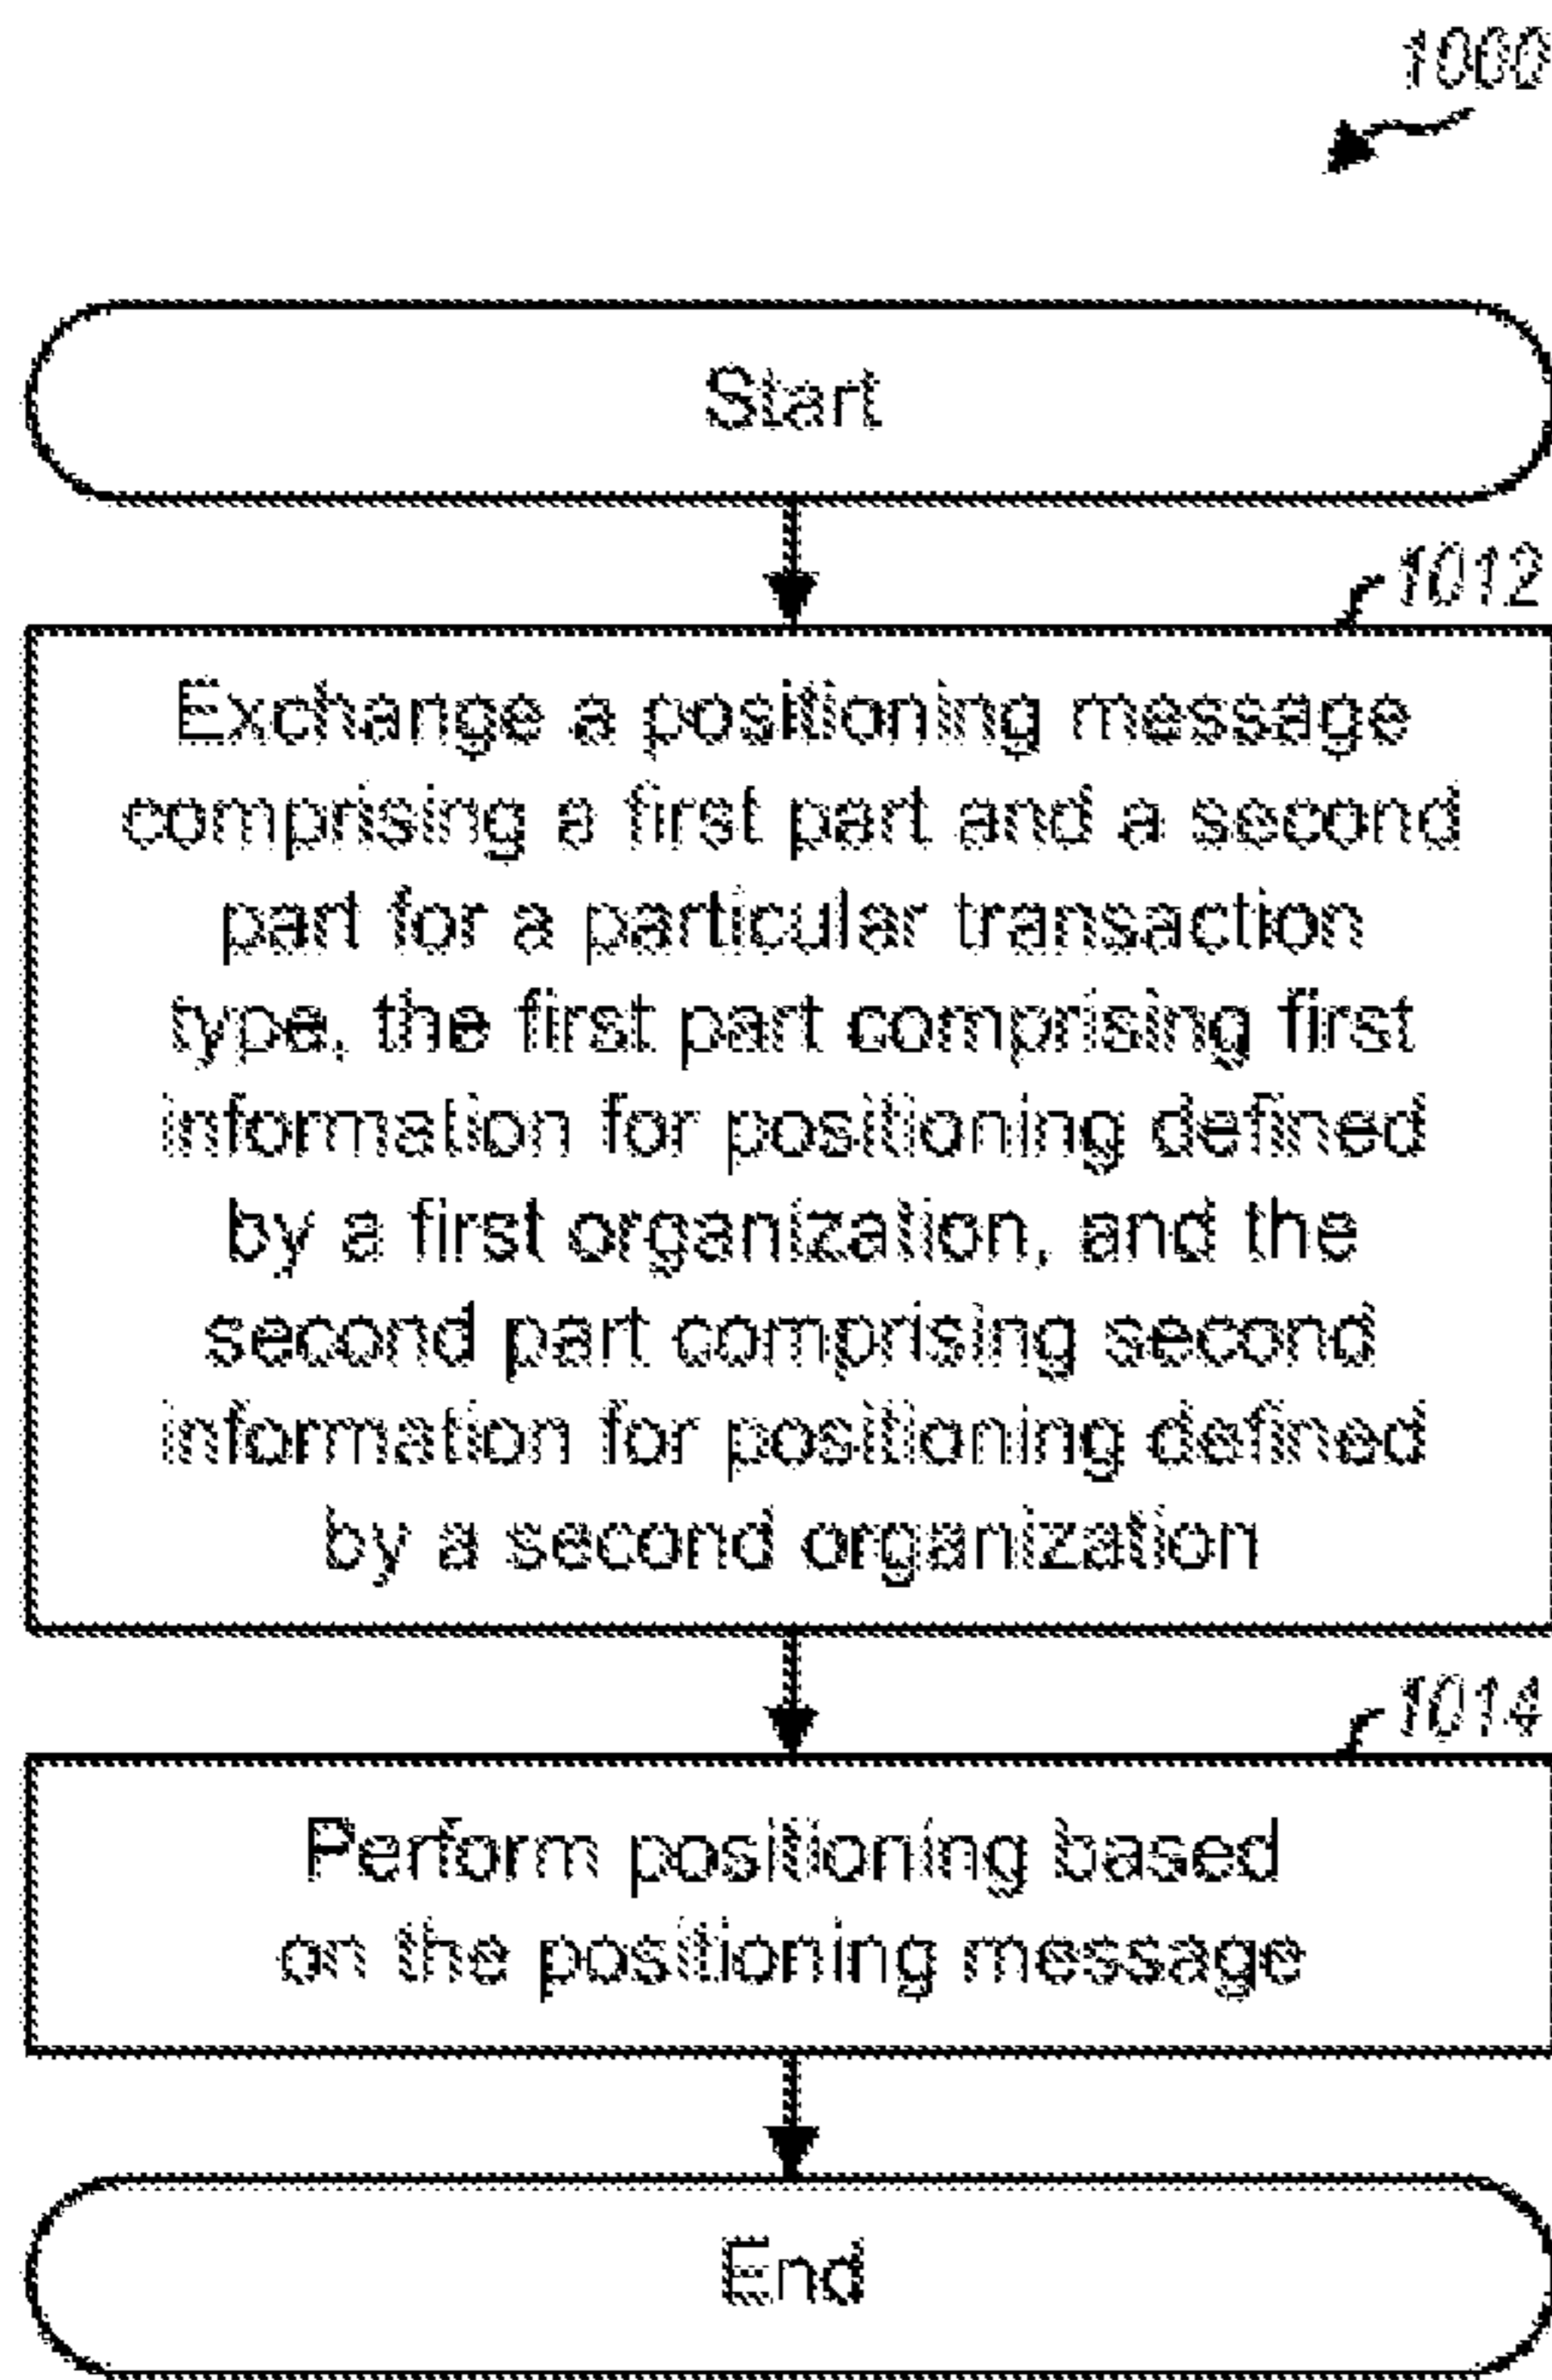 1000
Start
1012
Exchange a positioning message
comprising a first part and a second
part for a particular transaction
type, the first part comprising first
information for positioning defined
by a first organization, and the
second part comprising second
information for positioning defined
by a second organization
1014
Perform positioning based
on the positioning message
End